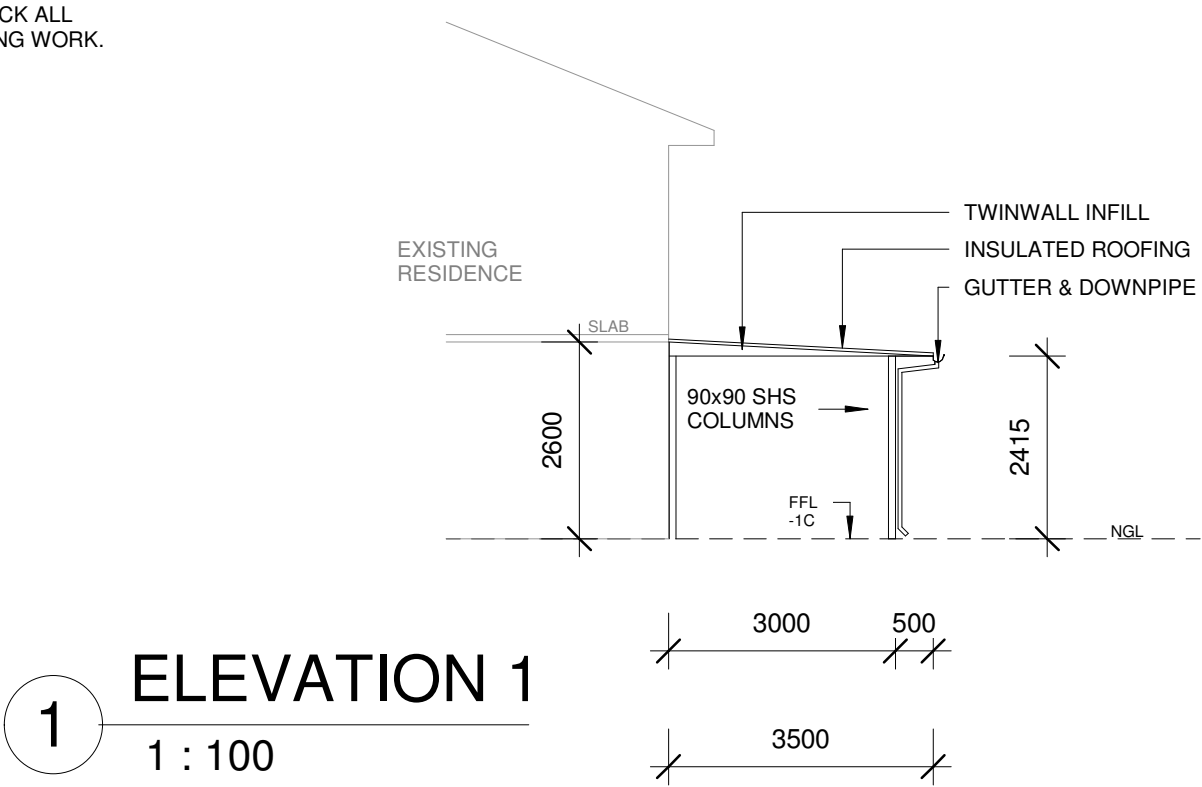 CK ALL
NG WORK.
TWINWALL INFILL
INSULATED ROOFING
GUTTER & DOWNPIPE
EXISTING
RESIDENCE
SLAB
90x90 SHS
COLUMNS
2600
2415
FFL
-1C
NGL
3000
500
3500
1
ELEVATION 1
1 : 100